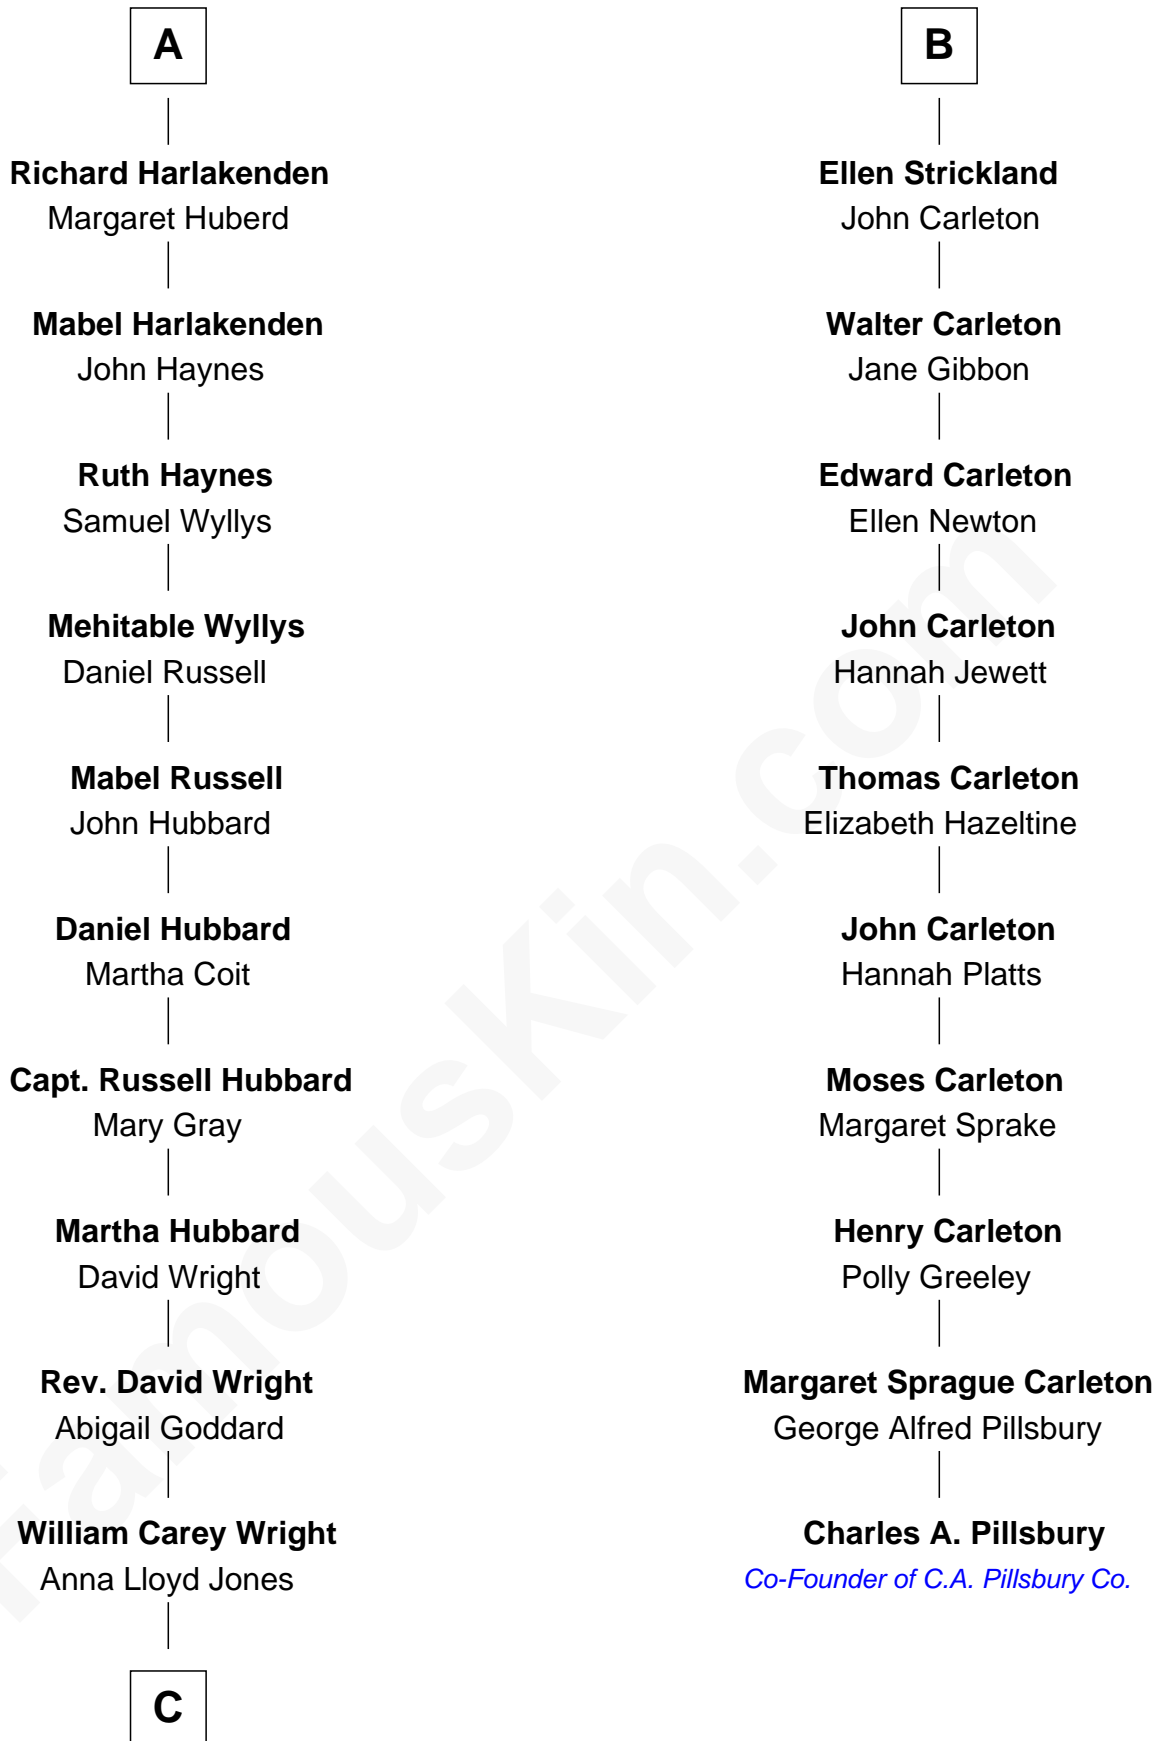 A
Richard Harlakenden
Margaret Huberd
Mabel Harlakenden
John Haynes
Ruth Haynes
Samuel Wyllys
Mehitable Wyllys
Daniel Russell
Mabel Russell
John Hubbard
Daniel Hubbard
Martha Coit
Capt. Russell Hubbard
Mary Gray
Martha Hubbard
David Wright
Rev. David Wright
Abigail Goddard
William Carey Wright
Anna Lloyd Jones
C
B
Ellen Strickland
John Carleton
Walter Carleton
Jane Gibbon
Edward Carleton
Ellen Newton
John Carleton
Hannah Jewett
Thomas Carleton
Elizabeth Hazeltine
John Carleton
Hannah Platts
Moses Carleton
Margaret Sprake
Henry Carleton
Polly Greeley
Margaret Sprague Carleton
George Alfred Pillsbury
Charles A. Pillsbury
Co-Founder of C.A. Pillsbury Co.
FamousKin.com